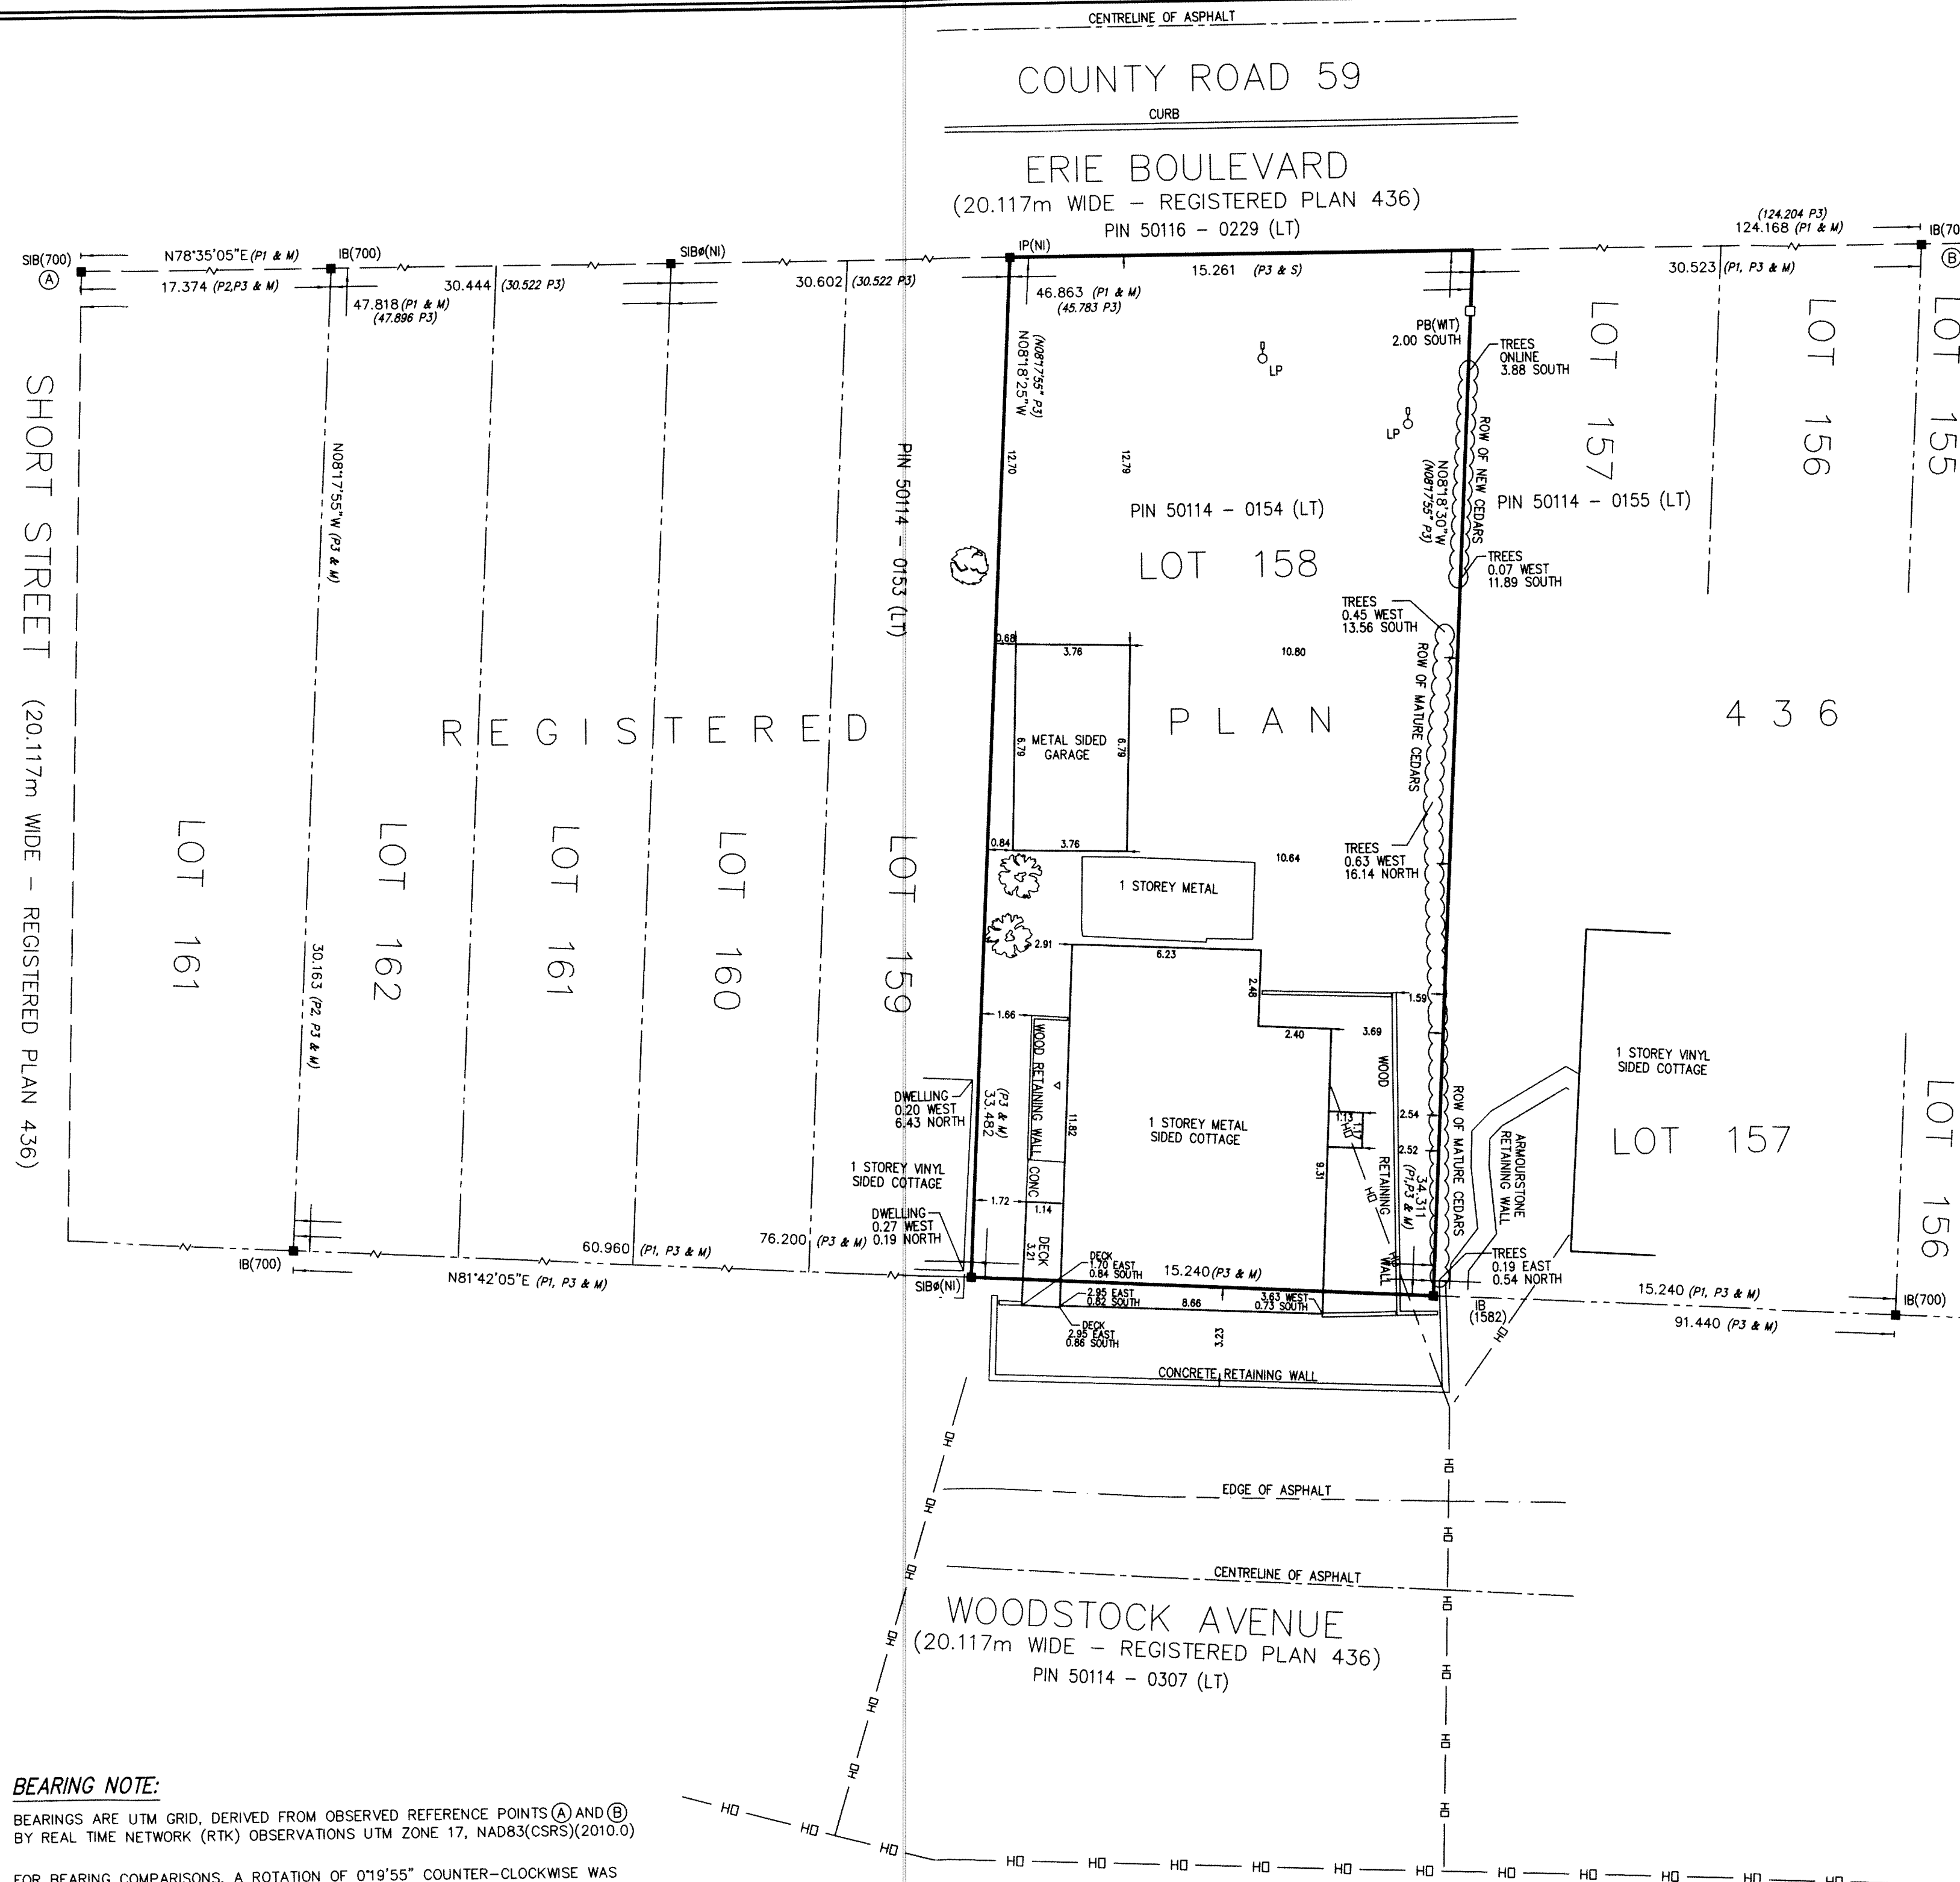 CENTRELINE OF ASPHALT
COUNTY ROAD 59
CURB
ERIE BOULEVARD
(20.117m WIDE – REGISTERED PLAN 436)
PIN 50116 – 0229 (LT)
(124.204 P3)
124.168 (P1 & M)
SIB(700)
A
N78°35'05"E (P1 & M)
IB(700)
SIBø(NI)
IP(NI)
B
17.374 (P2,P3 & M)
30.444 (30.522 P3)
30.602 (30.522 P3)
15.261 (P3 & S)
30.523 (P1, P3 & M)
47.818 (P1 & M)
(47.896 P3)
46.863 (P1 & M)
(45.783 P3)
PB(WIT)
2.00 SOUTH
TREES
ONLINE
3.88 SOUTH
LP
LP
(N08°17'55" P3)
N08°18'25"W
LOT 157
LOT 156
LOT 155
SHORT STREET (20.117m WIDE – REGISTERED PLAN 436)
N08°17'55"W (P3 & M)
PIN 50114 – 0153 (LT)
12.70
12.79
ROW OF NEW CEDARS
N08°18'30"W
(N08°17'55" P3)
PIN 50114 – 0154 (LT)
PIN 50114 – 0155 (LT)
LOT 158
TREES
0.07 WEST
11.89 SOUTH
TREES
0.45 WEST
13.56 SOUTH
0.68
3.76
10.80
ROW OF MATURE CEDARS
REGISTERED
PLAN
436
6.79
METAL SIDED
GARAGE
6.79
0.84
3.76
10.64
TREES
0.63 WEST
16.14 NORTH
LOT 161
LOT 162
LOT 161
LOT 160
LOT 159
1 STOREY METAL
2.91
6.23
2.48
1.59
1.66
2.40
3.69
30.163 (P2, P3 & M)
WOOD RETAINING WALL
WOOD
RETAINING
WALL
1 STOREY VINYL
SIDED COTTAGE
DWELLING
0.20 WEST
6.43 NORTH
(P3 & M)
33.482
11.82
1 STOREY METAL
SIDED COTTAGE
1.13
1.17
2.54
2.52
ROW OF MATURE CEDARS
ARMOURSTONE
RETAINING WALL
LOT 157
LOT 156
1 STOREY VINYL
SIDED COTTAGE
CONC
9.31
34.311
(P1,P3 & M)
1.72
1.14
DWELLING
0.27 WEST
0.19 NORTH
DECK
3.21
60.960 (P1, P3 & M)
76.200 (P3 & M)
IB(700)
N81°42'05"E (P1, P3 & M)
SIBø(NI)
DECK
1.70 EAST
0.84 SOUTH
15.240 (P3 & M)
TREES
0.19 EAST
0.54 NORTH
2.95 EAST
0.82 SOUTH
8.66
3.63 WEST
0.73 SOUTH
IB
(1582)
15.240 (P1, P3 & M)
IB(700)
91.440 (P3 & M)
DECK
2.95 EAST
0.86 SOUTH
3.23
CONCRETE RETAINING WALL
EDGE OF ASPHALT
CENTRELINE OF ASPHALT
WOODSTOCK AVENUE
(20.117m WIDE – REGISTERED PLAN 436)
PIN 50114 – 0307 (LT)
BEARING NOTE:
BEARINGS ARE UTM GRID, DERIVED FROM OBSERVED REFERENCE POINTS (A) AND (B)
BY REAL TIME NETWORK (RTK) OBSERVATIONS UTM ZONE 17, NAD83(CSRS)(2010.0)
FOR BEARING COMPARISONS, A ROTATION OF 0°19'55" COUNTER–CLOCKWISE WAS